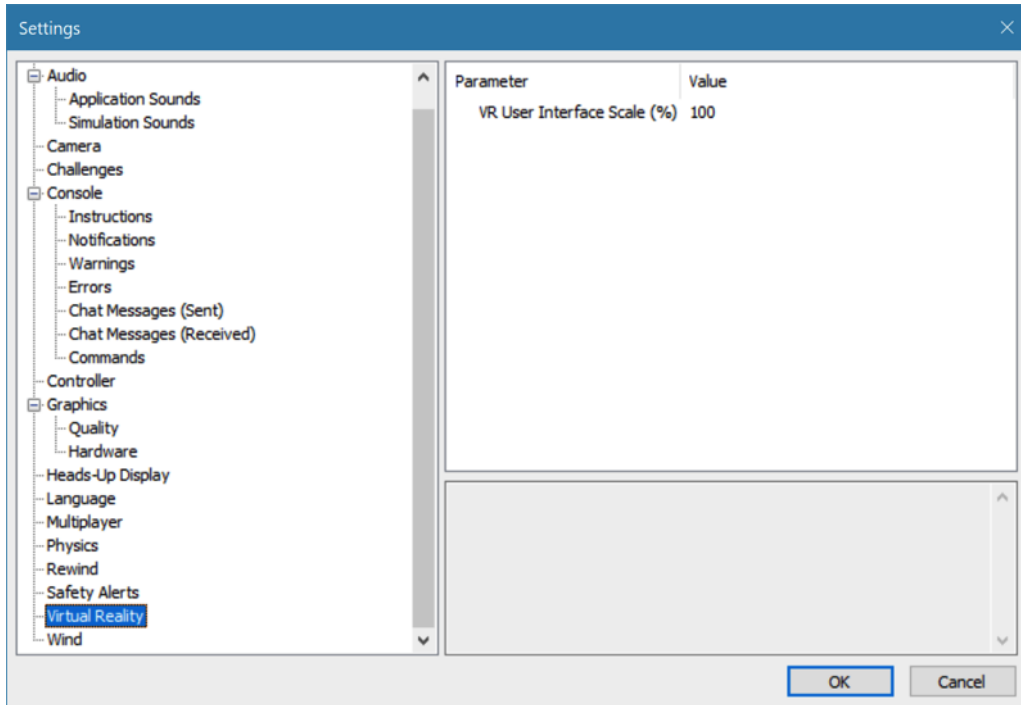 Settings
Audio
Application Sounds
Simulation Sounds
Camera
Challenges
Console
Instructions
Notifications
Warnings
Errors
Chat Messages (Sent)
Chat Messages (Received)
Commands
Controller
Graphics
Quality
Hardware
Heads-Up Display
Language
Multiplayer
Physics
Rewind
Safety Alerts
Virtual Reality
Wind
Parameter Value
VR User Interface Scale (%) 100
OK Cancel